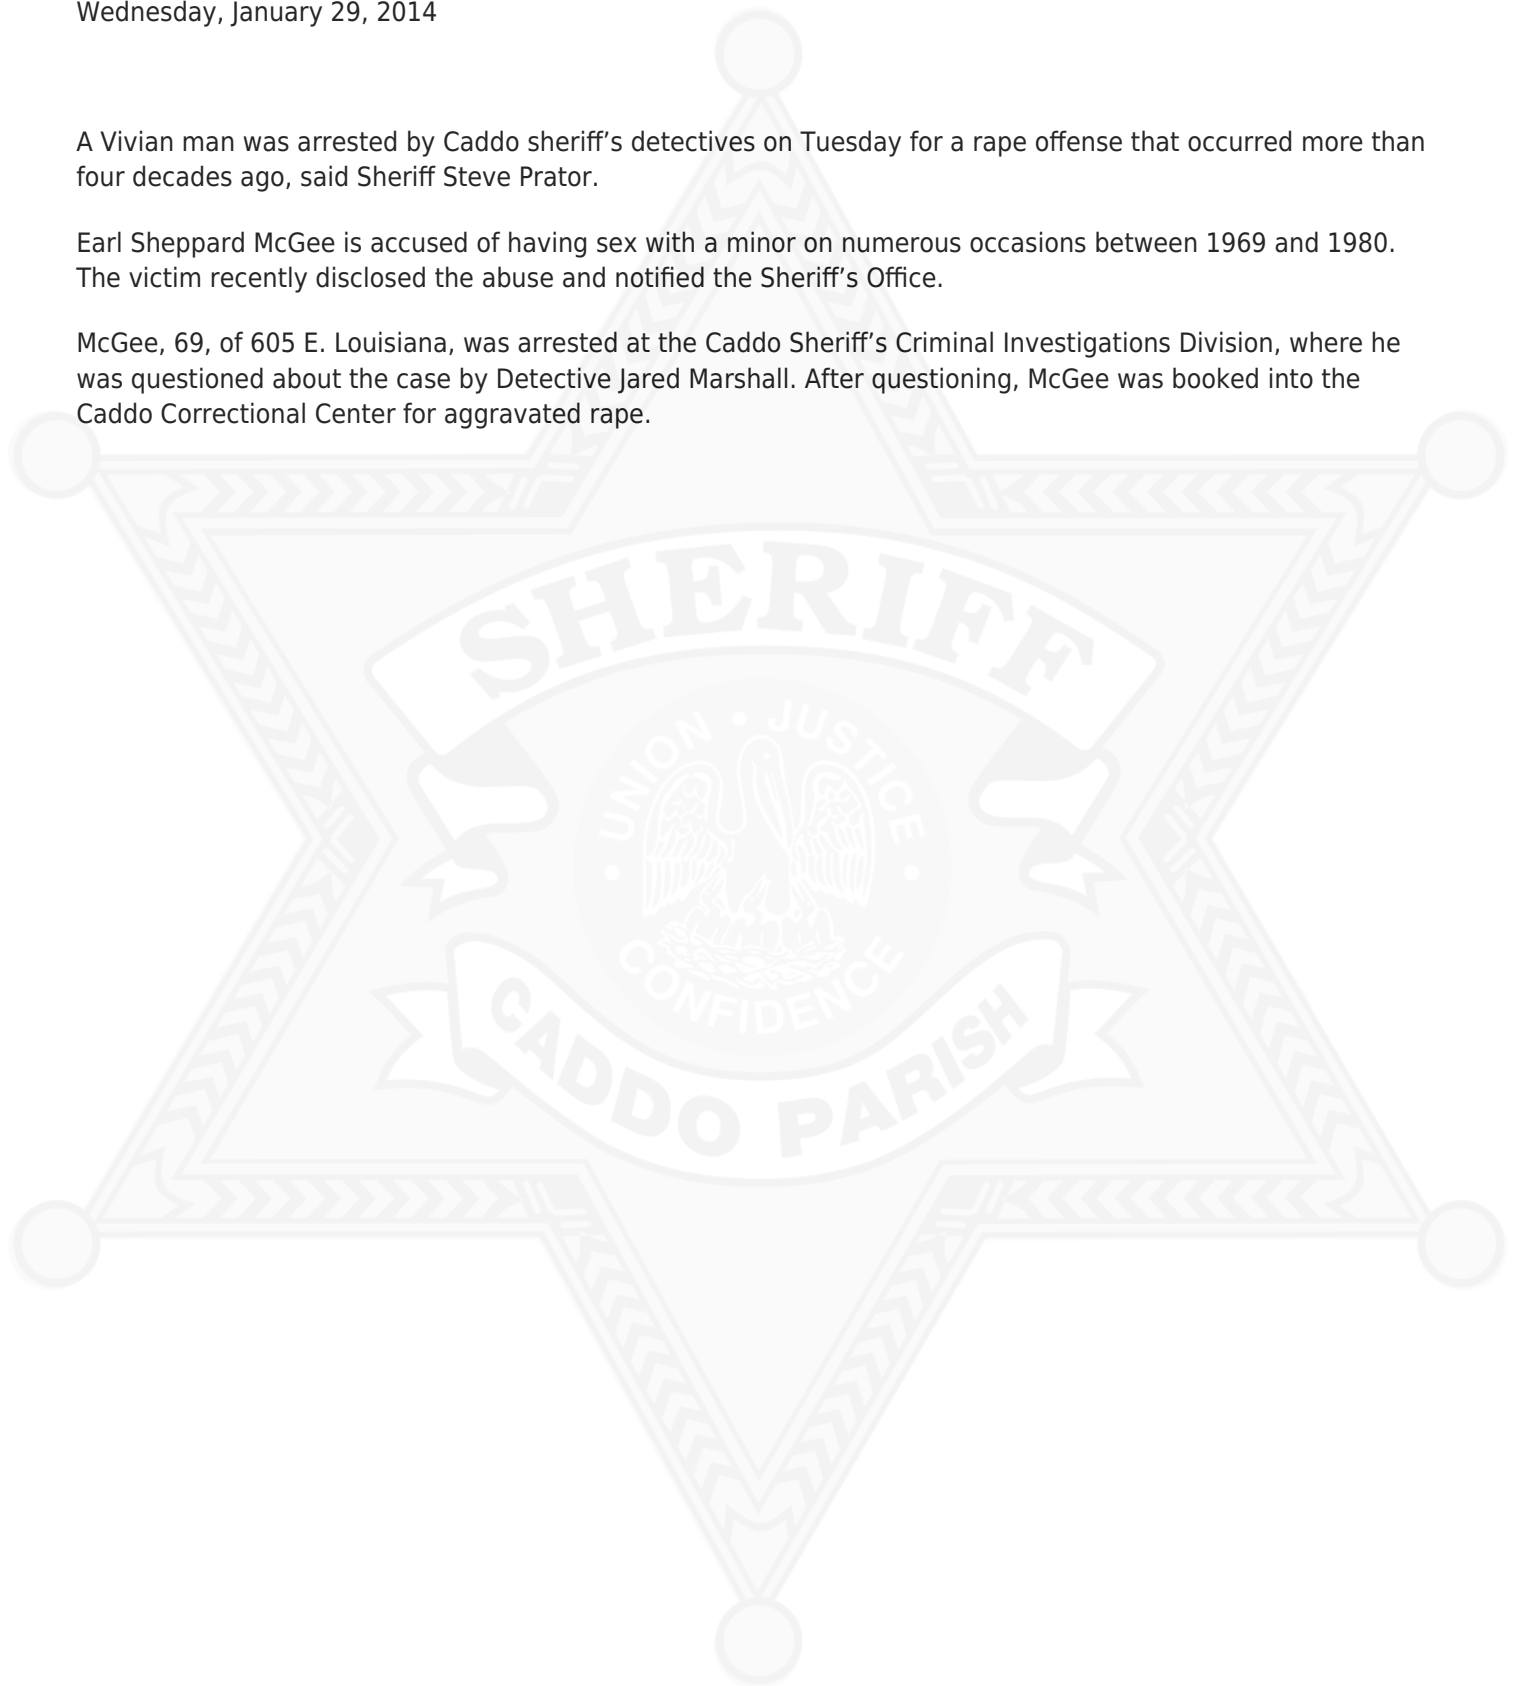 Wednesday, January 29, 2014
A Vivian man was arrested by Caddo sheriff’s detectives on Tuesday for a rape offense that occurred more than
four decades ago, said Sheriff Steve Prator.
Earl Sheppard McGee is accused of having sex with a minor on numerous occasions between 1969 and 1980.
The victim recently disclosed the abuse and notified the Sheriff’s Office.
McGee, 69, of 605 E. Louisiana, was arrested at the Caddo Sheriff’s Criminal Investigations Division, where he
was questioned about the case by Detective Jared Marshall. After questioning, McGee was booked into the
Caddo Correctional Center for aggravated rape.
SHERIFF
UNION • JUSTICE
• CONFIDENCE •
CADDO PARISH